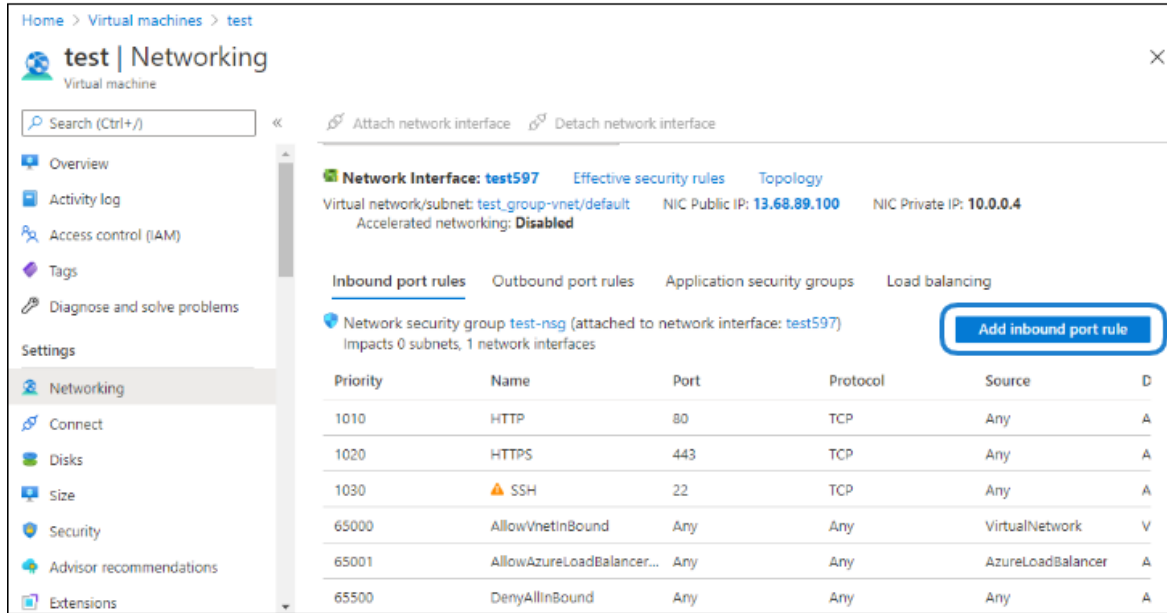 Home > Virtual machines > test
test | Networking
Virtual machine
Search (Ctrl+/)
«
Overview
Activity log
Access control (IAM)
Tags
Diagnose and solve problems
Settings
Networking
Connect
Disks
Size
Security
Advisor recommendations
Extensions
Attach network interface Detach network interface
Network Interface: test597 Effective security rules Topology
Virtual network/subnet: test_group-vnet/default NIC Public IP: 13.68.89.100 NIC Private IP: 10.0.0.4
Accelerated networking: Disabled
Inbound port rules Outbound port rules Application security groups Load balancing
Network security group test-nsg (attached to network interface: test597)
Impacts 0 subnets, 1 network interfaces
Add inbound port rule
Priority Name Port Protocol Source D
1010 HTTP 80 TCP Any A
1020 HTTPS 443 TCP Any A
1030 SSH 22 TCP Any A
65000 AllowVnetInBound Any Any VirtualNetwork V
65001 AllowAzureLoadBalancer... Any Any AzureLoadBalancer A
65500 DenyAllInBound Any Any Any A